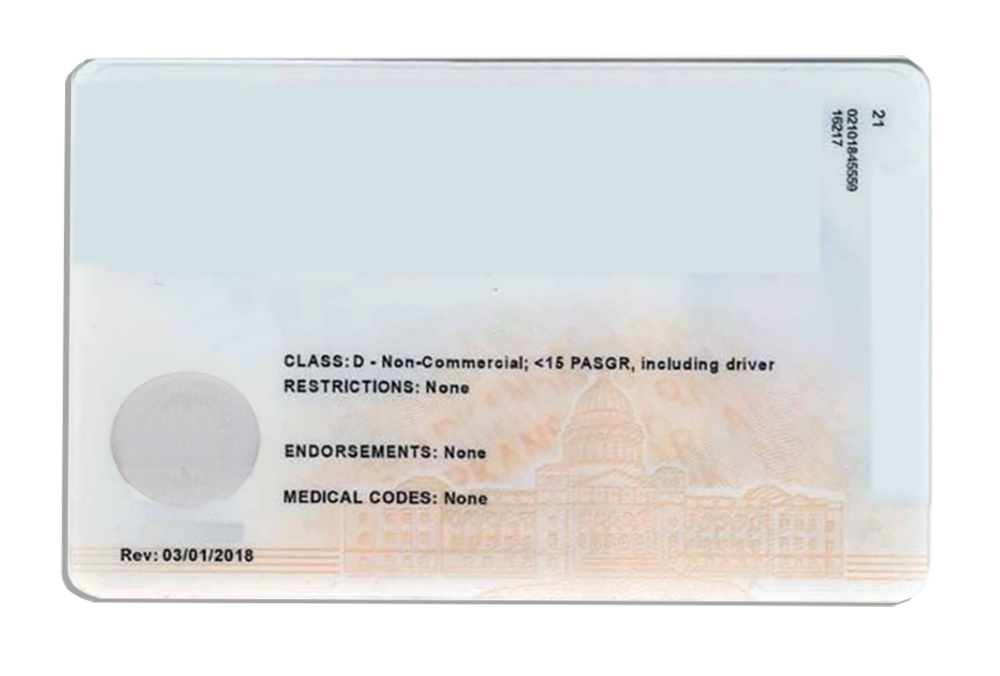 21
02101845559
16217
CLASS: D - Non-Commercial; <15 PASGR, including driver
RESTRICTIONS: None
ENDORSEMENTS: None
MEDICAL CODES: None
Rev: 03/01/2018